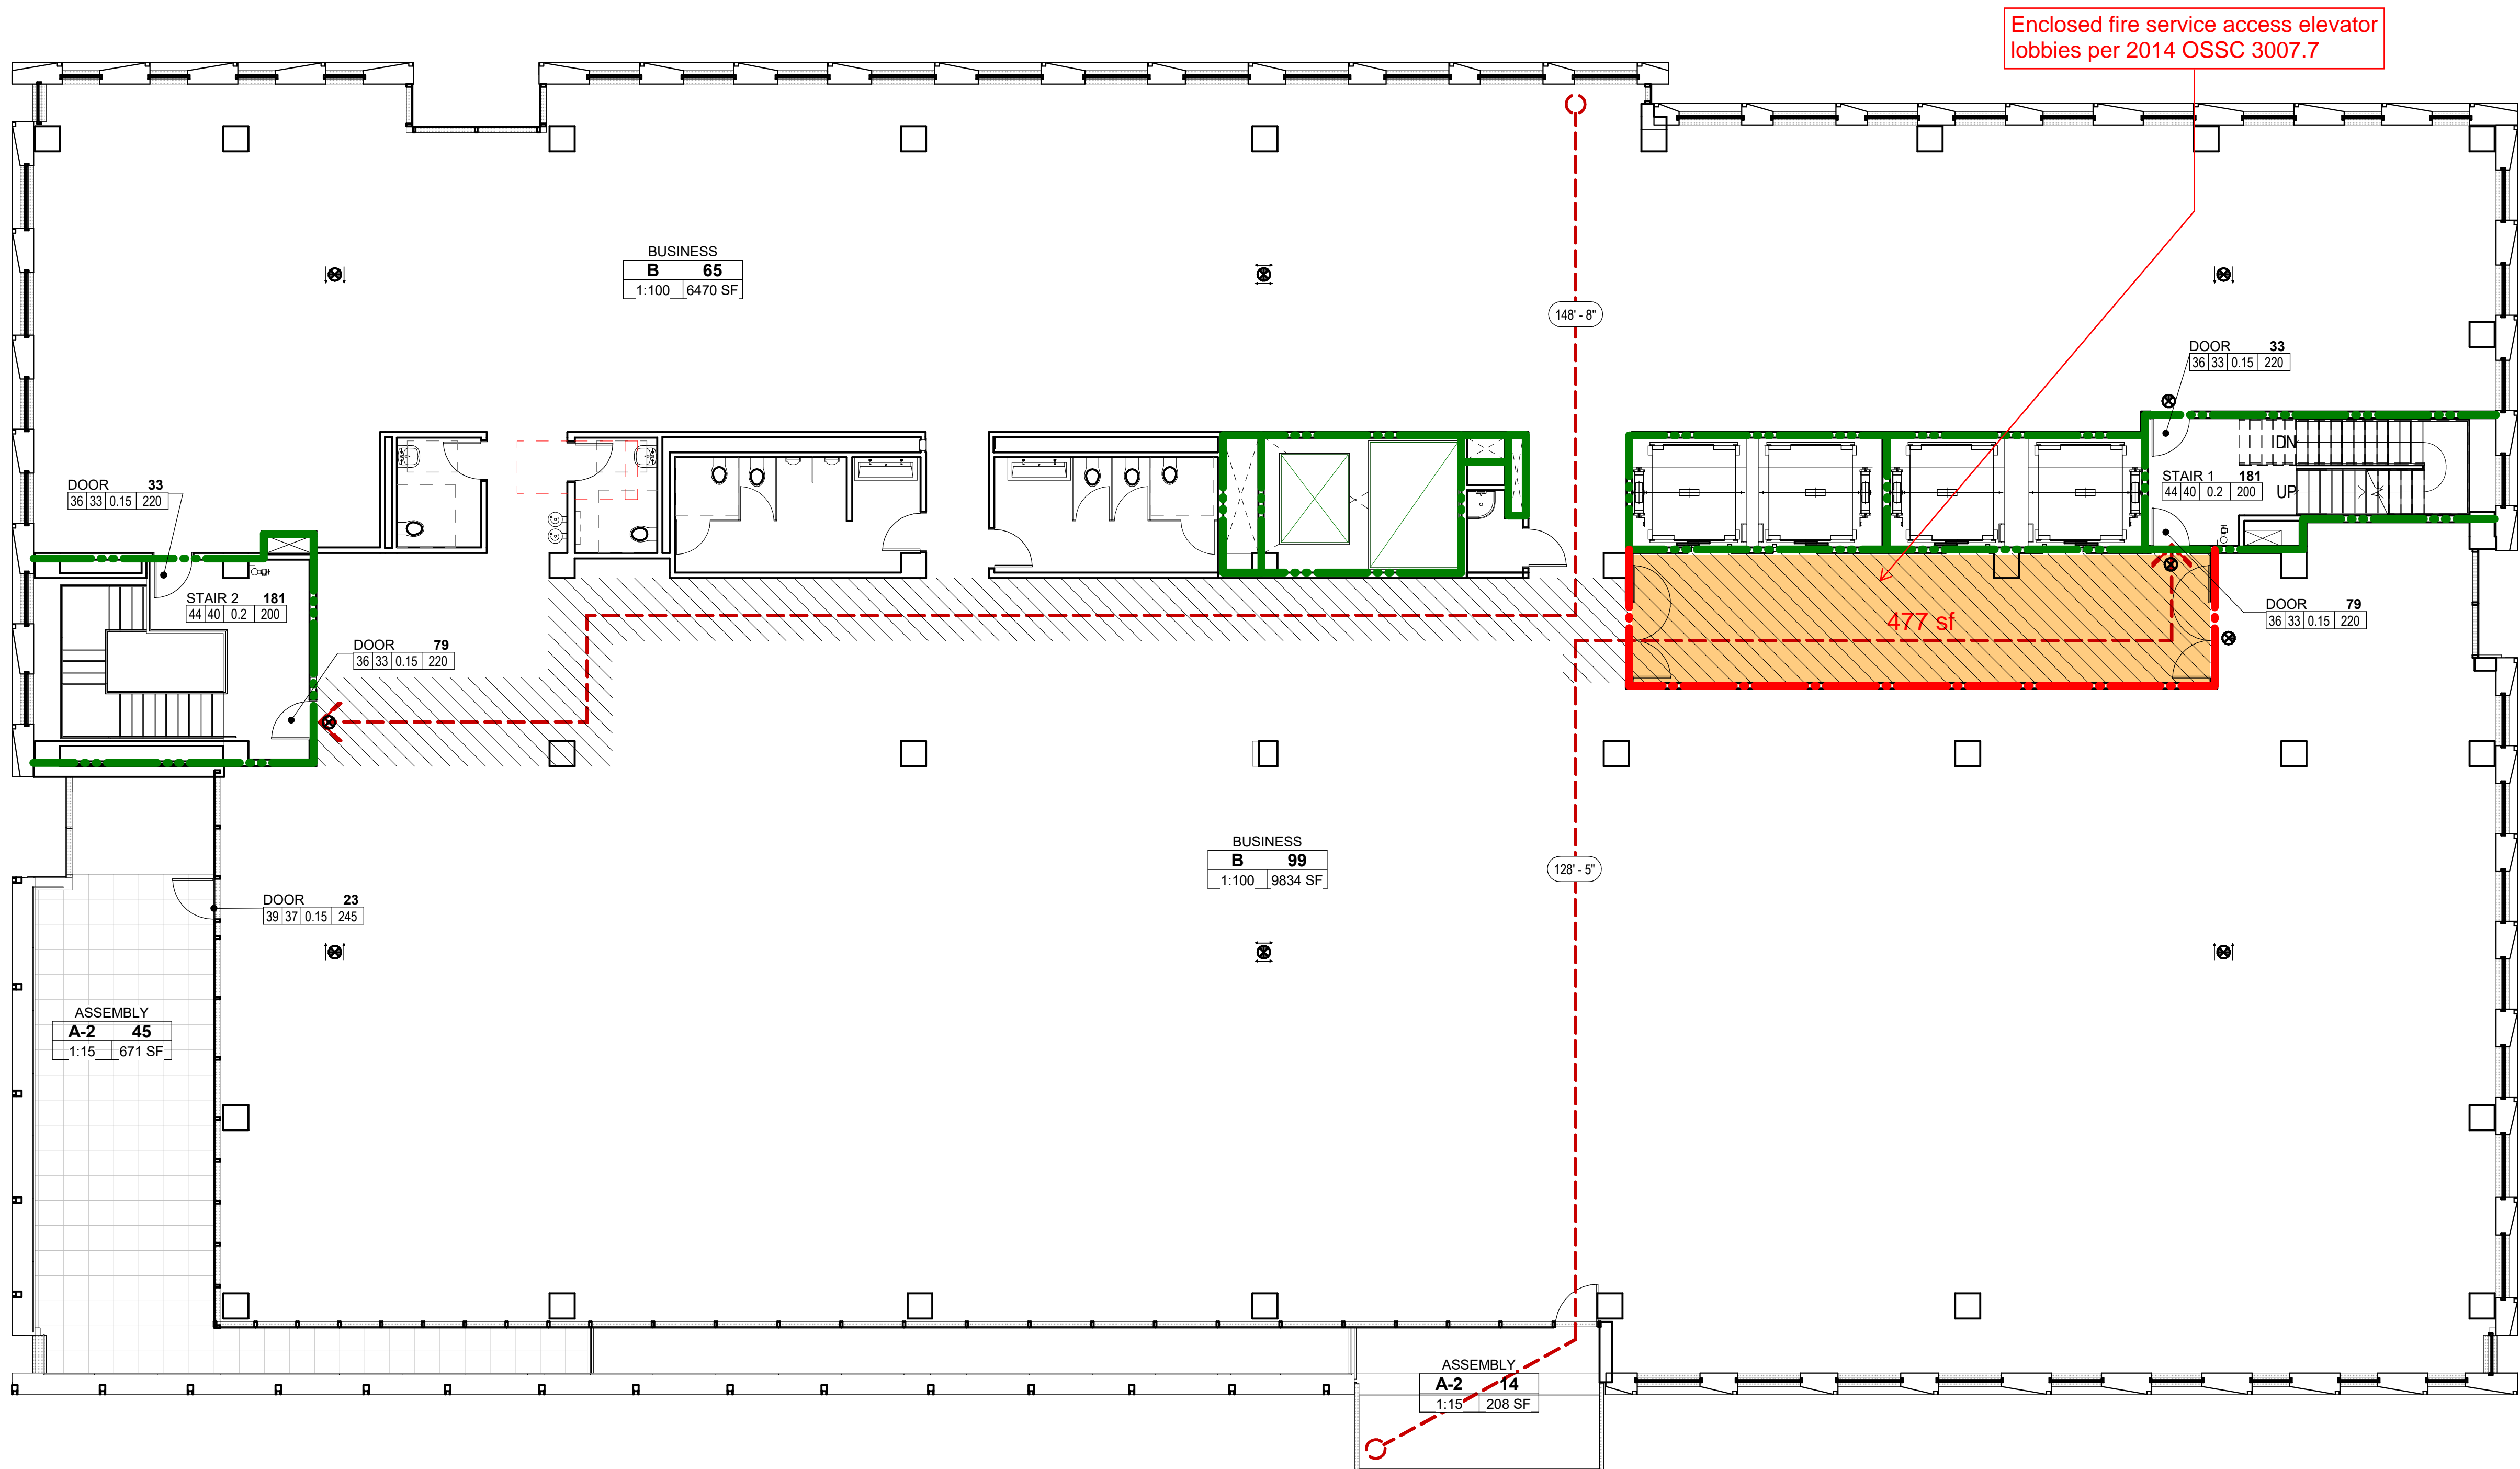 Enclosed fire service access elevator
lobbies per 2014 OSSC 3007.7
BUSINESS
B 65
1:100 6470 SF
148' - 8"
DOOR 33
36 33 0.15 220
DN
STAIR 1 181
44 40 0.2 200
UP
DOOR 33
36 33 0.15 220
STAIR 2 181
44 40 0.2 200
DOOR 79
36 33 0.15 220
477 sf
DOOR 79
36 33 0.15 220
BUSINESS
B 99
1:100 9834 SF
128' - 5"
DOOR 23
39 37 0.15 245
ASSEMBLY
A-2 45
1:15 671 SF
ASSEMBLY
A-2 14
1:15 208 SF